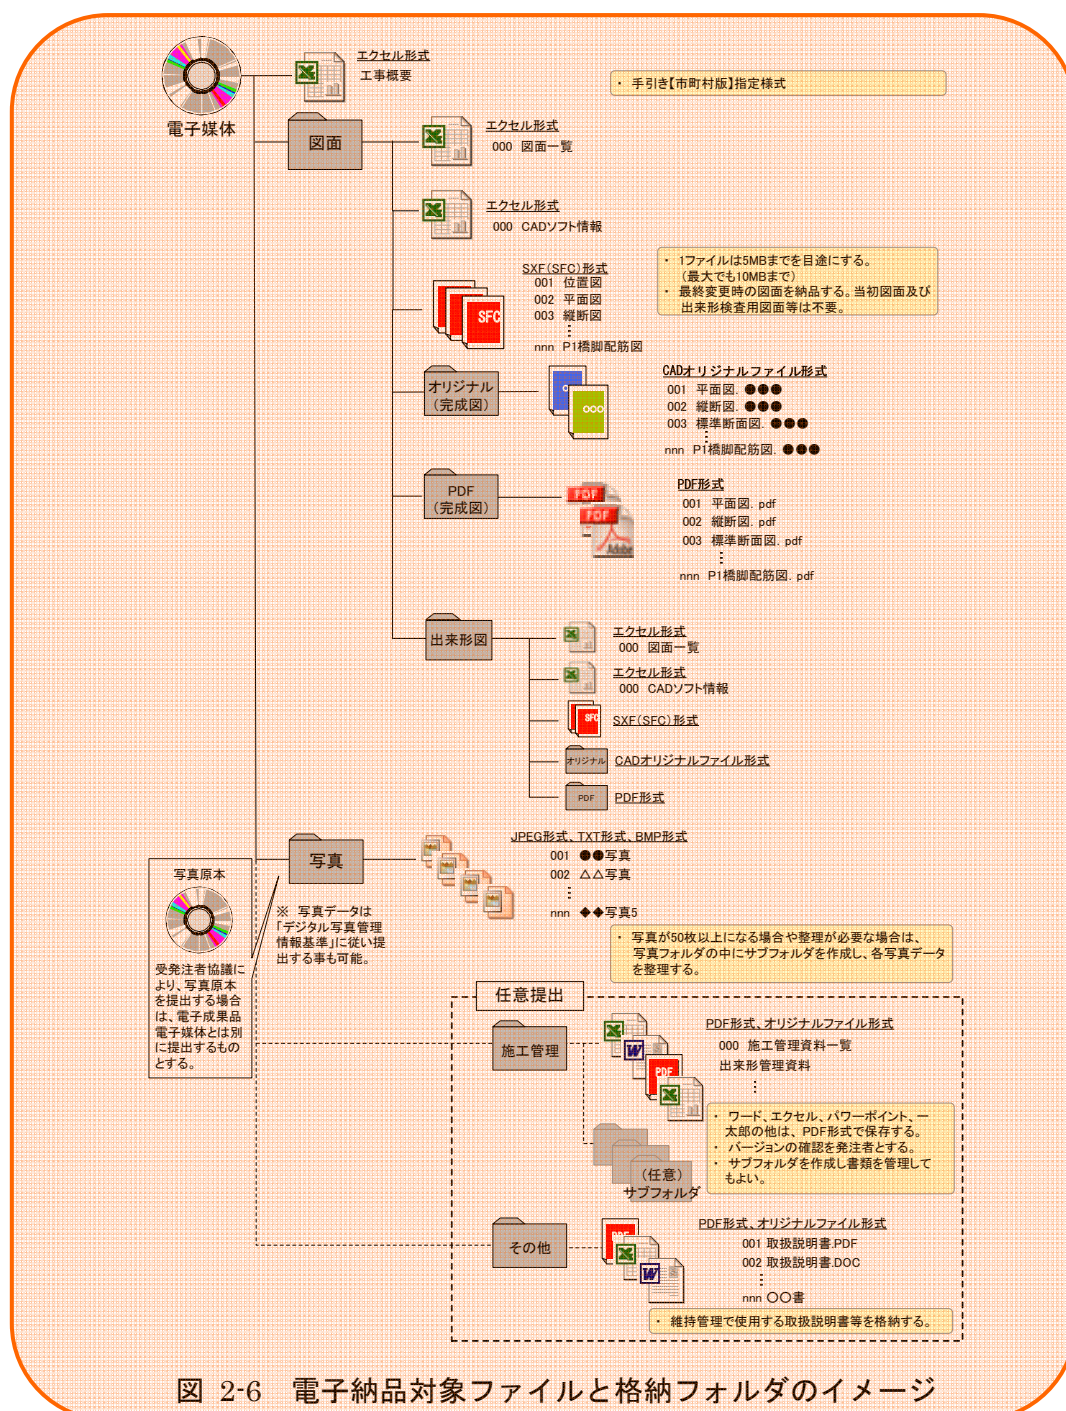 エクセル形式
工事概要
・ 手引き【市町村版】指定様式
電子媒体
図面
エクセル形式
000 図面一覧
エクセル形式
000 CADソフト情報
・ 1ファイルは5MBまでを目途にする。
（最大でも10MBまで）
・ 最終変更時の図面を納品する。当初図面及び
出来形検査用図面等は不要。
SXF(SFC)形式
001 位置図
002 平面図
003 縦断図
⋮
nnn P1橋脚配筋図
SFC
オリジナル
（完成図）
OCO
CADオリジナルファイル形式
001 平面図. ●●●
002 縦断図. ●●●
003 標準断面図. ●●●
⋮
nnn P1橋脚配筋図. ●●●
PDF
（完成図）
PDF
PDF
Adobe
PDF形式
001 平面図. pdf
002 縦断図. pdf
003 標準断面図. pdf
⋮
nnn P1橋脚配筋図. pdf
出来形図
エクセル形式
000 図面一覧
エクセル形式
000 CADソフト情報
SFC
SXF(SFC)形式
オリジナル
CADオリジナルファイル形式
PDF
PDF形式
写真
JPEG形式、TXT形式、BMP形式
001 ●●写真
002 △△写真
⋮
nnn ◆◆写真5
写真原本
受発注者協議に
より、写真原本
を提出する場合
は、電子成果品
電子媒体とは別
に提出するもの
とする。
※ 写真データは
「デジタル写真管理
情報基準」に従い提
出する事も可能。
・ 写真が50枚以上になる場合や整理が必要な場合は、
写真フォルダの中にサブフォルダを作成し、各写真データ
を整理する。
任意提出
施工管理
PDF
PDF形式、オリジナルファイル形式
000 施工管理資料一覧
出来形管理資料
⋮
・ ワード、エクセル、パワーポイント、一
太郎の他は、PDF形式で保存する。
・ バージョンの確認を発注者とする。
・ サブフォルダを作成し書類を管理して
もよい。
（任意）
サブフォルダ
その他
PDF形式、オリジナルファイル形式
001 取扱説明書.PDF
002 取扱説明書.DOC
⋮
nnn 〇〇書
・ 維持管理で使用する取扱説明書等を格納する。
図 2-6 電子納品対象ファイルと格納フォルダのイメージ